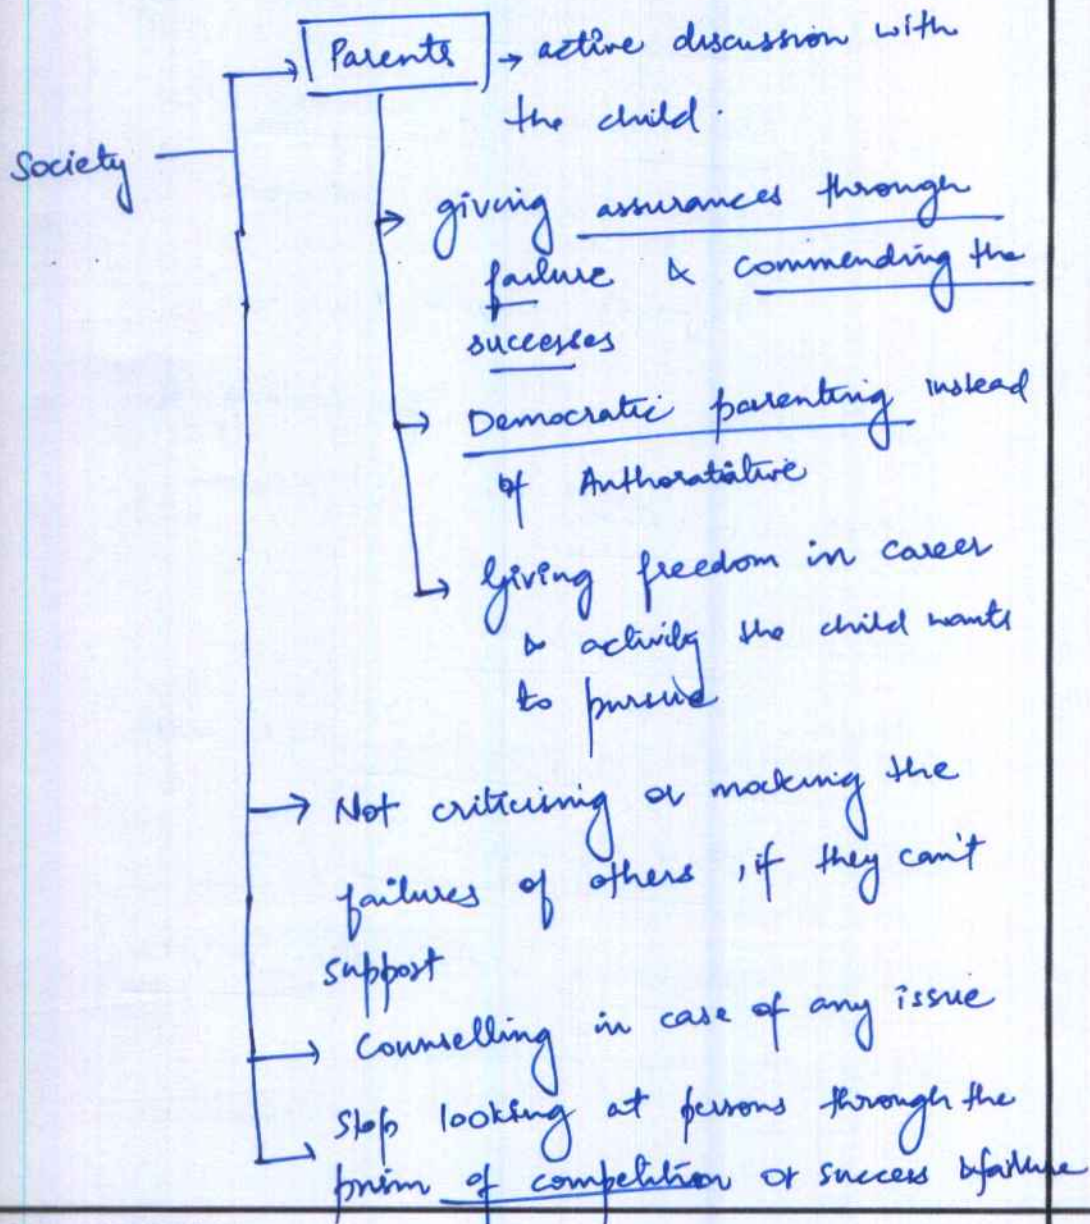 Parents → active discussion with
the child.
Society
→ giving assurances through
failure & commending the
successes
→ Democratic parenting instead
of Authoratative
→ Giving freedom in career
& activity the child wants
to pursue
→ Not criticising or mocking the
failures of others, if they can't
support
→ Counselling in case of any issue
→ Stop looking at persons through the
prism of competition or success & failure